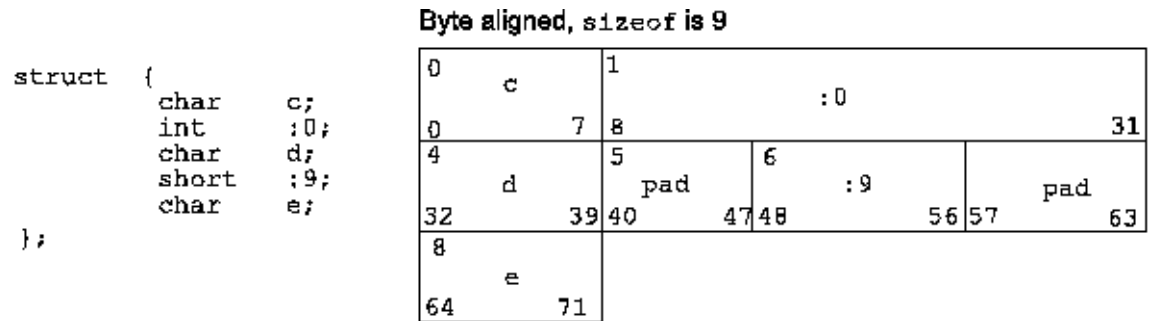 Byte aligned, sizeof is 9
struct {
char c;
int :0;
char d;
short :9;
char e;
};
0 1
c :0
0 7 8 31
4 5 6
d pad :9 pad
32 39 40 47 48 56 57 63
8
e
64 71